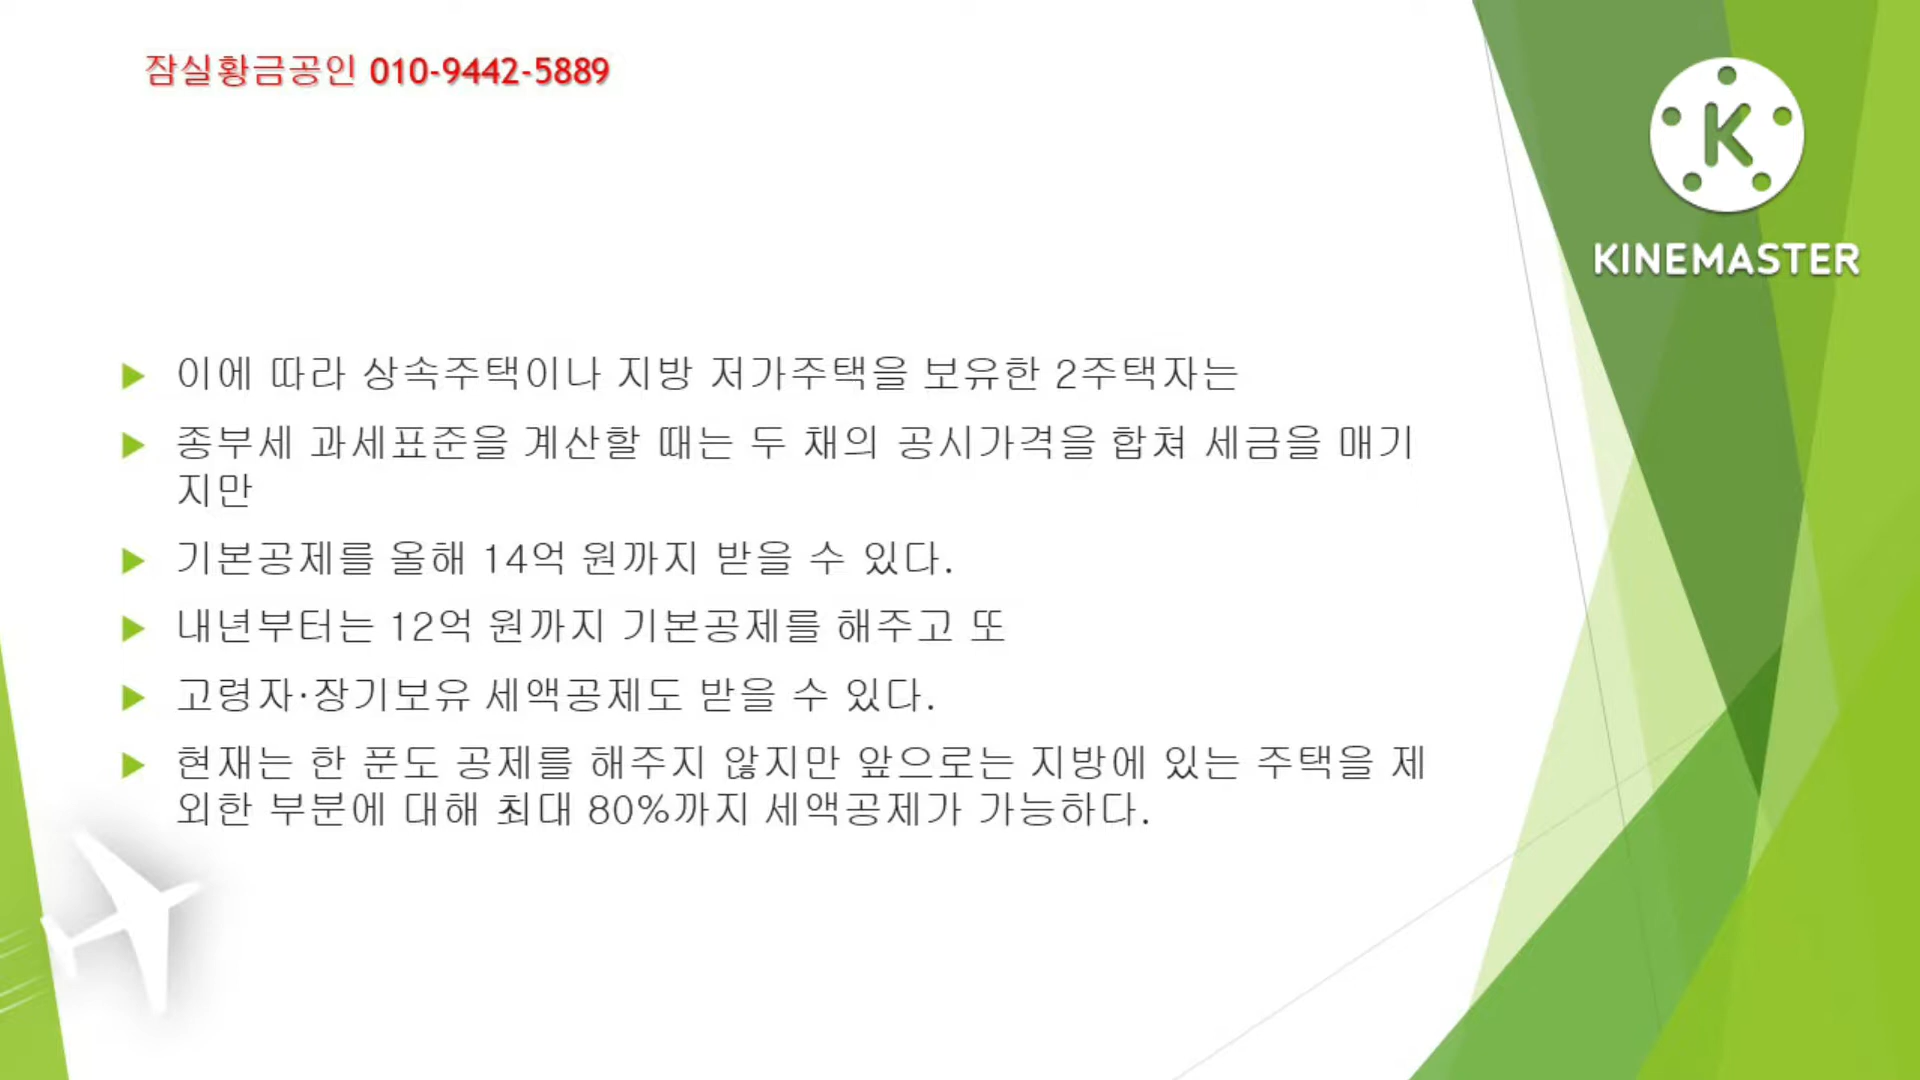 잠실황금공인 010-9442-5889
K
KINEMASTER
이에 따라 상속주택이나 지방 저가주택을 보유한 2주택자는
종부세 과세표준을 계산할 때는 두 채의 공시가격을 합쳐 세금을 매기
지만
기본공제를 올해 14억 원까지 받을 수 있다.
내년부터는 12억 원까지 기본공제를 해주고 또
고령자·장기보유 세액공제도 받을 수 있다.
현재는 한 푼도 공제를 해주지 않지만 앞으로는 지방에 있는 주택을 제
외한 부분에 대해 최대 80%까지 세액공제가 가능하다.